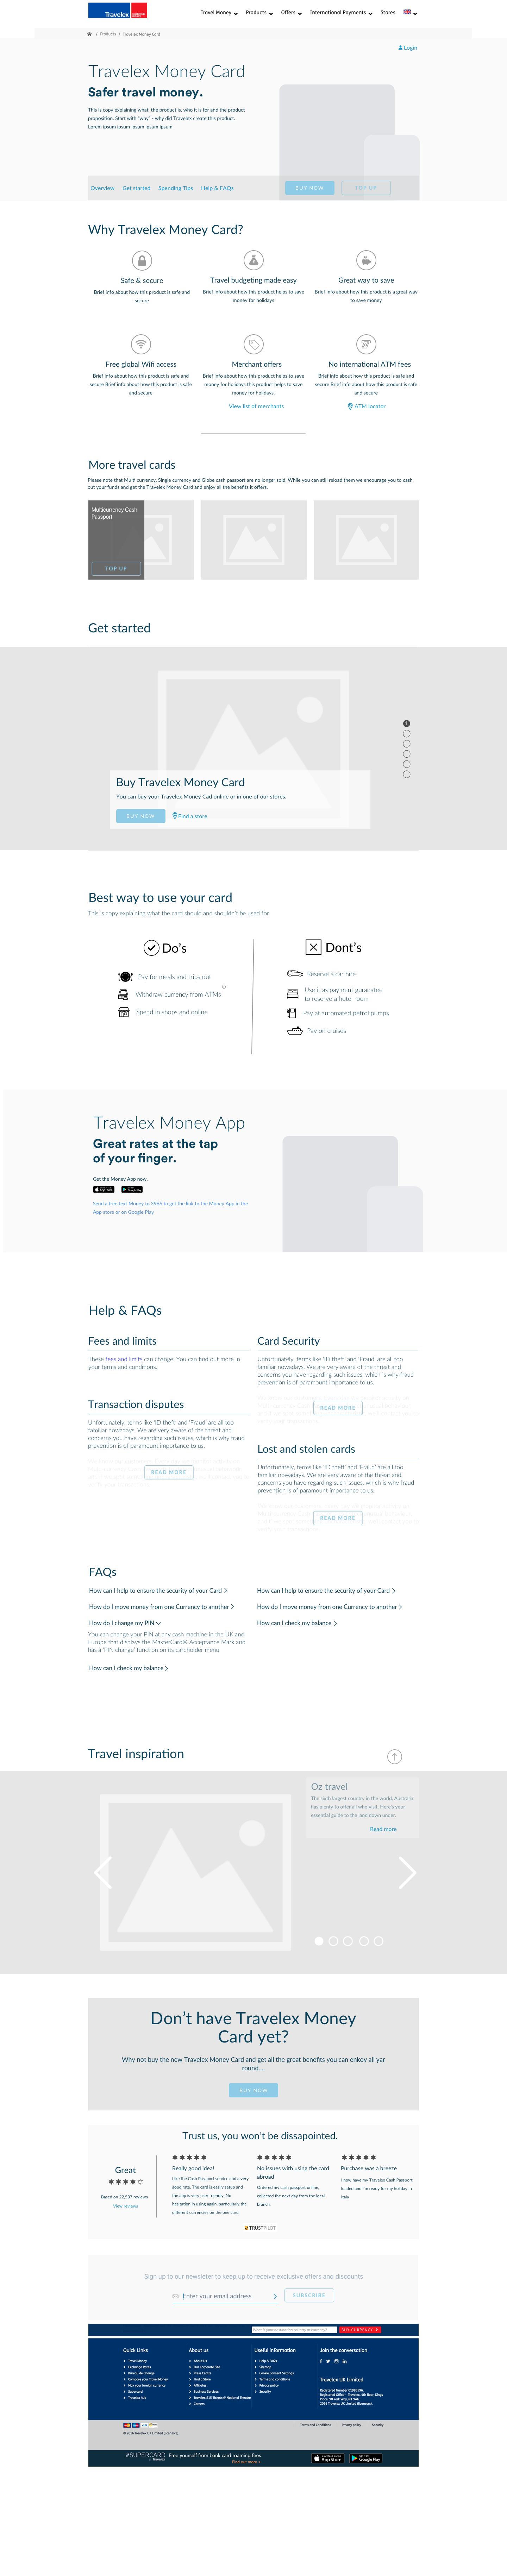 Travelex
Travel Money
Products
Offers
International Payments
Stores
/ Products / Travelex Money Card
Login
Travelex Money Card
Safer travel money.
This is copy explaining what the product is, who it is for and the product
proposition. Start with "why" - why did Travelex create this product.
Lorem ipsum ipsum ipsum ipsum ipsum
Overview
Get started
Spending Tips
Help & FAQs
BUY NOW
TOP UP
Why Travelex Money Card?
Safe & secure
Brief info about how this product is safe and
secure
Travel budgeting made easy
Brief info about how this product helps to save
money for holidays
Great way to save
Brief info about how this product is a great way
to save money
Free global Wifi access
Brief info about how this product is safe and
secure Brief info about how this product is safe
and secure
Merchant offers
Brief info about how this product helps to save
money for holidays this product helps to save
money for holidays.
View list of merchants
No international ATM fees
Brief info about how this product is safe and
secure Brief info about how this product is safe
and secure
ATM locator
More travel cards
Please note that Multi currency, Single currency and Globe cash passport are no longer sold. While you can still reload them we encourage you to cash
out your funds and get the Travelex Money Card and enjoy all the benefits it offers.
Multicurrency Cash
Passport
TOP UP
Get started
1
Buy Travelex Money Card
You can buy your Travelex Money Cad online or in one of our stores.
BUY NOW
Find a store
Best way to use your card
This is copy explaining what the card should and shouldn't be used for
Do's
Pay for meals and trips out
Withdraw currency from ATMs
Spend in shops and online
Dont's
Reserve a car hire
Use it as payment guranatee
to reserve a hotel room
Pay at automated petrol pumps
Pay on cruises
Travelex Money App
Great rates at the tap
of your finger.
Get the Money App now.
App Store
Google Play
Send a free text Money to 3966 to get the link to the Money App in the
App store or on Google Play
Help & FAQs
Fees and limits
These fees and limits can change. You can find out more in
your terms and conditions.
Transaction disputes
Unfortunately, terms like 'ID theft' and 'Fraud' are all too
familiar nowadays. We are very aware of the threat and
concerns you have regarding such issues, which is why fraud
prevention is of paramount importance to us.
READ MORE
Card Security
Unfortunately, terms like 'ID theft' and 'Fraud' are all too
familiar nowadays. We are very aware of the threat and
concerns you have regarding such issues, which is why fraud
prevention is of paramount importance to us.
READ MORE
Lost and stolen cards
Unfortunately, terms like 'ID theft' and 'Fraud' are all too
familiar nowadays. We are very aware of the threat and
concerns you have regarding such issues, which is why fraud
prevention is of paramount importance to us.
READ MORE
FAQs
How can I help to ensure the security of your Card
How do I move money from one Currency to another
How do I change my PIN
You can change your PIN at any cash machine in the UK and
Europe that displays the MasterCard® Acceptance Mark and
has a 'PIN change' function on its cardholder menu
How can I check my balance
How can I help to ensure the security of your Card
How do I move money from one Currency to another
How can I check my balance
Travel inspiration
Oz travel
The sixth largest country in the world, Australia
has plenty to offer all who visit. Here's your
essential guide to the land down under.
Read more
Don't have Travelex Money
Card yet?
Why not buy the new Travelex Money Card and get all the great benefits you can enkoy all yar
round....
BUY NOW
Trust us, you won't be dissapointed.
Great
Based on 22,537 reviews
View reviews
Really good idea!
Like the Cash Passport service and a very
good rate. The card is easily setup and
the app is very user friendly. No
hesitation in using again, particularly the
different currencies on the one card
No issues with using the card
abroad
Ordered my cash passport online,
collected the next day from the local
branch.
Purchase was a breeze
I now have my Travelex Cash Passport
loaded and I'm ready for my holiday in
Italy
TRUSTPILOT
Sign up to our newsleter to keep up to receive exclusive offers and discounts
Enter your email address
SUBSCRIBE
What is your destination country or currency?
BUY CURRENCY
Quick Links
Travel Money
Exchange Rates
Bureau de Change
Compare your Travel Money
Max your foreign currency
Supercard
Travelex hub
About us
About Us
Our Corporate Site
Press Centre
Find a Store
Affiliates
Business Services
Travelex £15 Tickets @ National Theatre
Careers
Useful information
Help & FAQs
Sitemap
Cookie Consent Settings
Terms and conditions
Privacy policy
Security
Join the conversation
Travelex UK Limited
Terms and Conditions
Privacy policy
Security
© 2016 Travelex UK Limited
#SUPERCARD
by Travelex
Free yourself from bank card roaming fees
Find out more >
App Store
Google Play